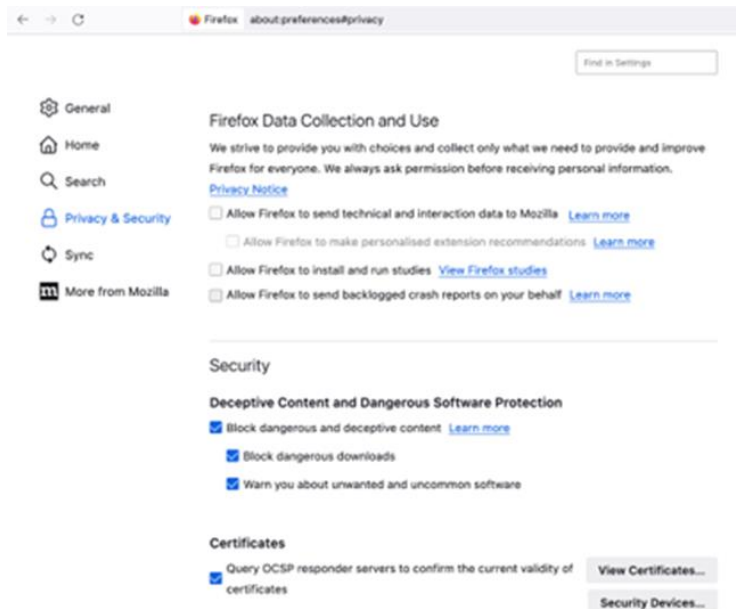 Firefox about:preferences#privacy
Find in Settings
General
Home
Search
Privacy & Security
Sync
More from Mozilla
Firefox Data Collection and Use
We strive to provide you with choices and collect only what we need to provide and improve
Firefox for everyone. We always ask permission before receiving personal information.
Privacy Notice
Allow Firefox to send technical and interaction data to Mozilla Learn more
Allow Firefox to make personalised extension recommendations Learn more
Allow Firefox to install and run studies View Firefox studies
Allow Firefox to send backlogged crash reports on your behalf Learn more
Security
Deceptive Content and Dangerous Software Protection
Block dangerous and deceptive content Learn more
Block dangerous downloads
Warn you about unwanted and uncommon software
Certificates
Query OCSP responder servers to confirm the current validity of
certificates
View Certificates...
Security Devices...